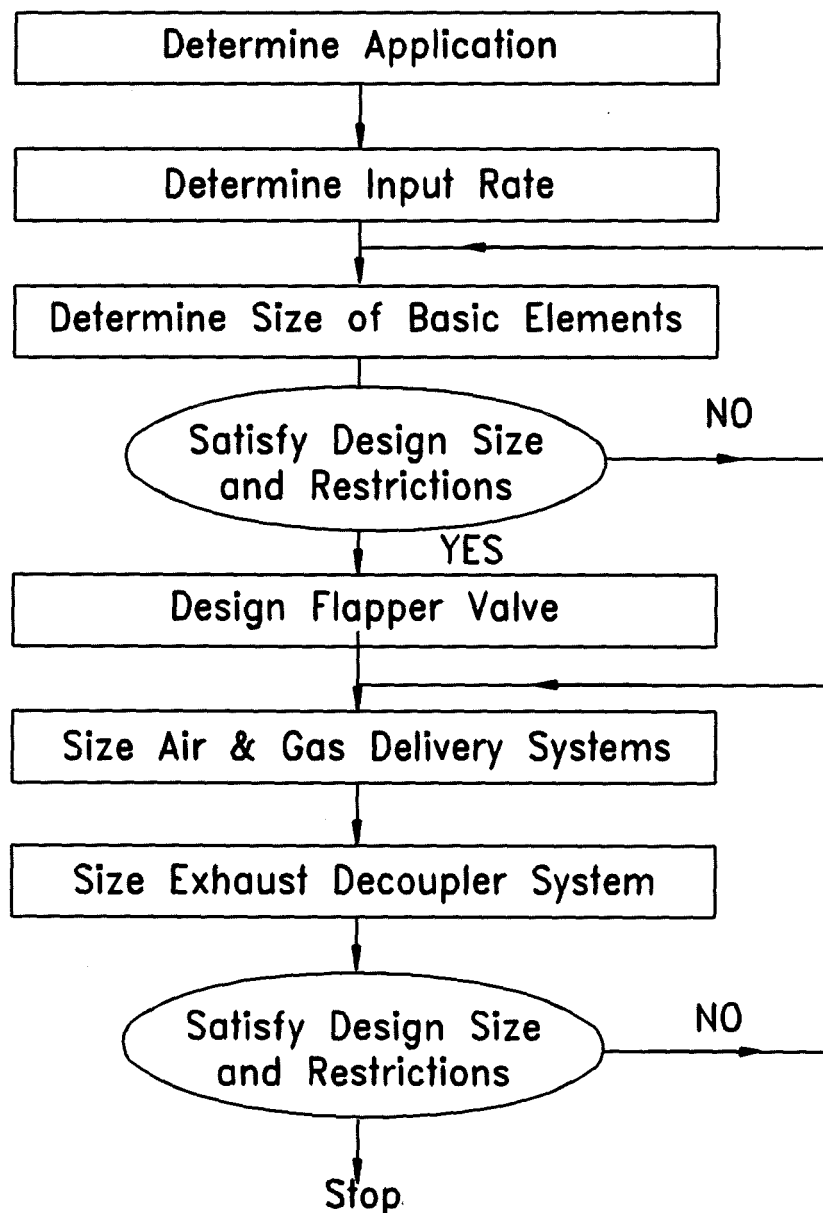 Determine Application
Determine Input Rate
Determine Size of Basic Elements
Satisfy Design Size
and Restrictions
NO
YES
Design Flapper Valve
Size Air & Gas Delivery Systems
Size Exhaust Decoupler System
Satisfy Design Size
and Restrictions
NO
Stop